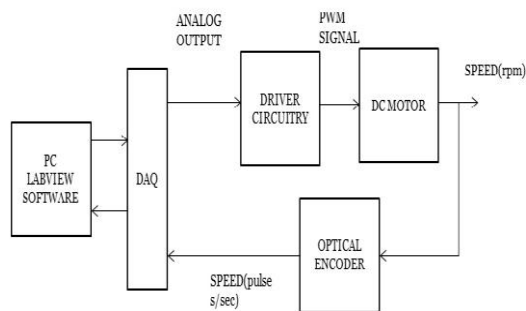 ANALOG
OUTPUT
PWM
SIGNAL
SPEED(rpm)
DRIVER
CIRCUITRY
DC MOTOR
PC
LABVIEW
SOFTWARE
DAQ
OPTICAL
ENCODER
SPEED(pulse
s/sec)